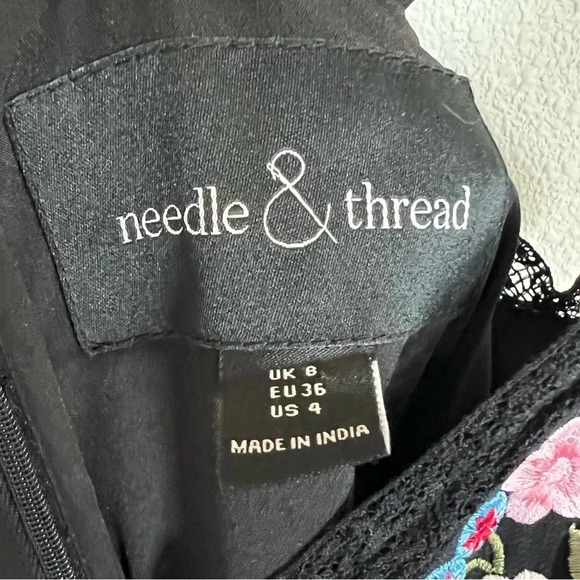 needle & thread
UK 8
EU 36
US 4
MADE IN INDIA